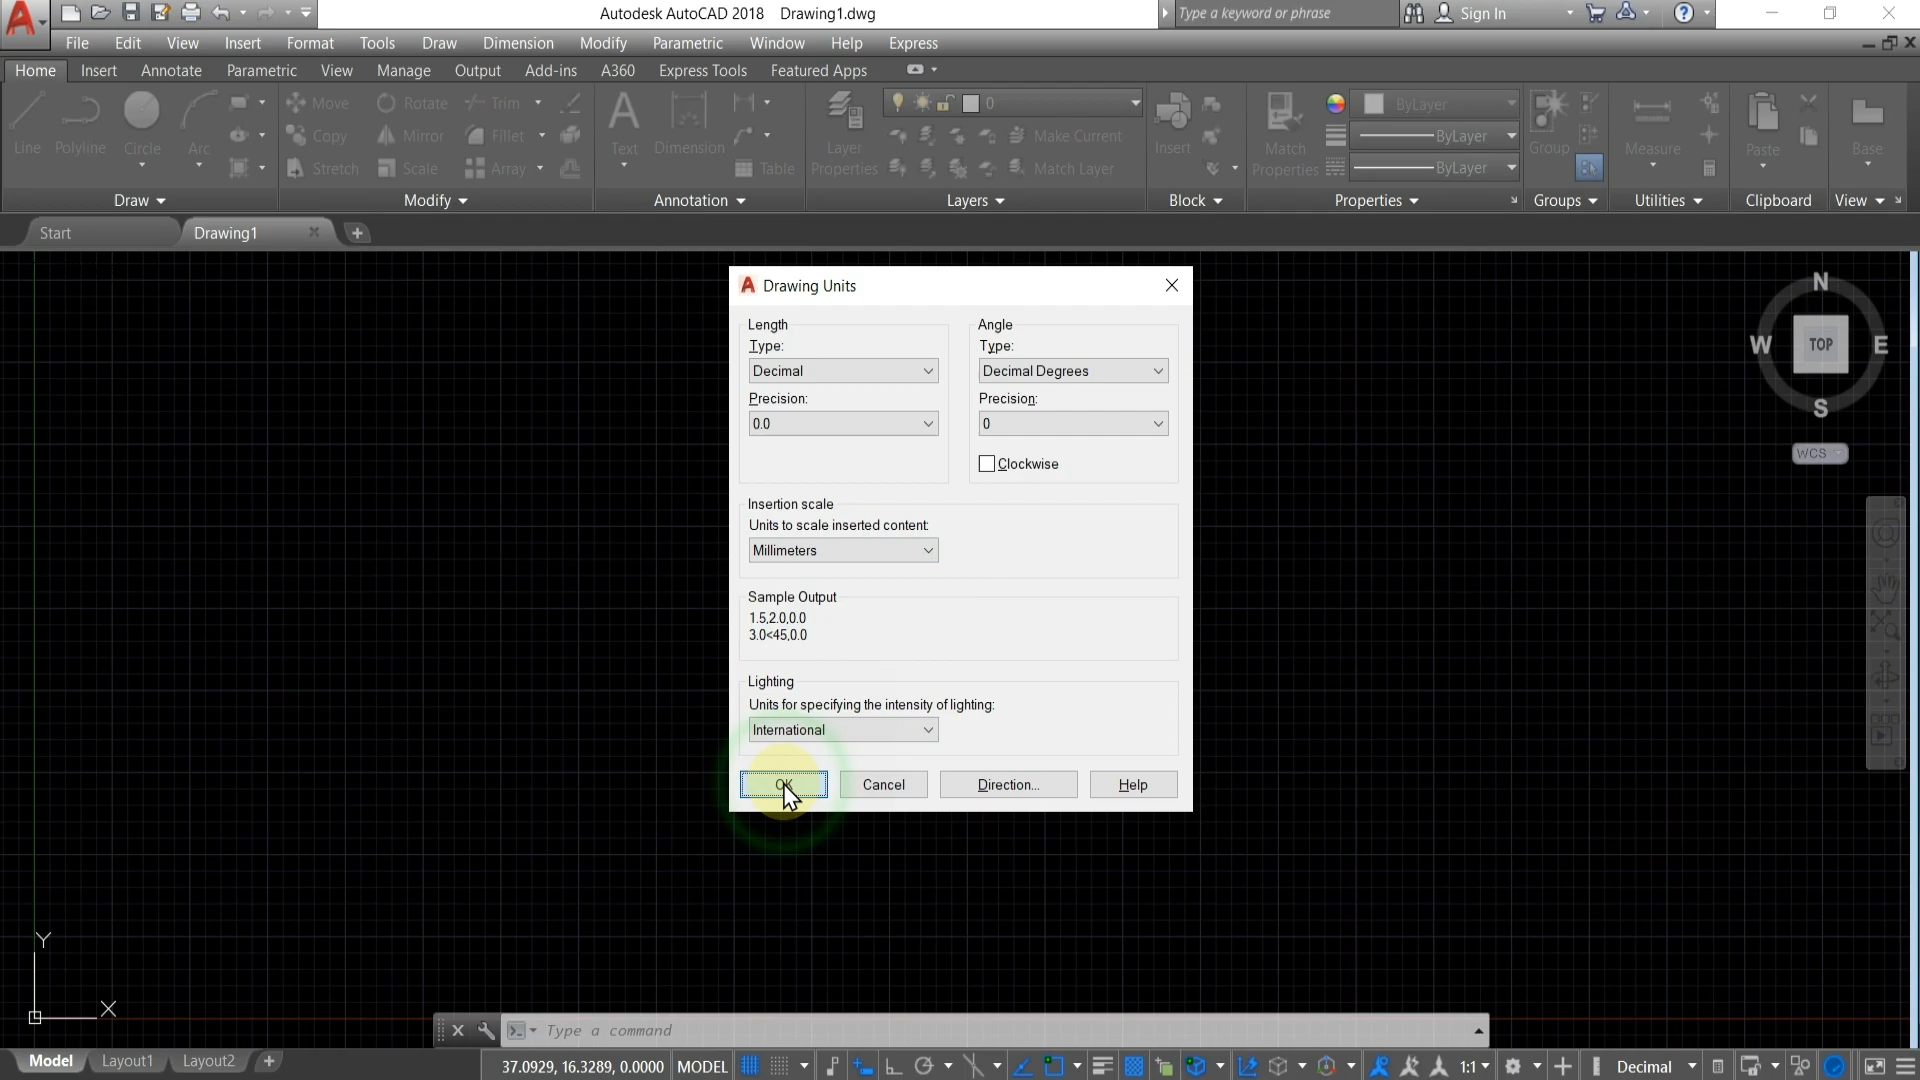 Autodesk AutoCAD 2018 Drawing1.dwg
Type a keyword or phrase
Sign In
File Edit View Insert Format Tools Draw Dimension Modify Parametric Window Help Express
Home Insert Annotate Parametric View Manage Output Add-ins A360 Express Tools Featured Apps
Move Rotate Trim 0 ByLayer
Line Polyline Circle Arc Copy Mirror Fillet Text Dimension Layer Properties Make Current Insert Match Properties ByLayer Group Measure Paste Base
Stretch Scale Array Table Match Layer ByLayer
Draw Modify Annotation Layers Block Properties Groups Utilities Clipboard View
Start Drawing1
Drawing Units
Length
Type:
Decimal
Precision:
0.0
Angle
Type:
Decimal Degrees
Precision:
0
Clockwise
Insertion scale
Units to scale inserted content:
Millimeters
Sample Output
1.5,2.0,0.0
3.0<45,0.0
Lighting
Units for specifying the intensity of lighting:
International
OK Cancel Direction... Help
N
W TOP E
S
WCS
Y
X
Type a command
Model Layout1 Layout2
37.0929, 16.3289, 0.0000 MODEL 1:1 Decimal